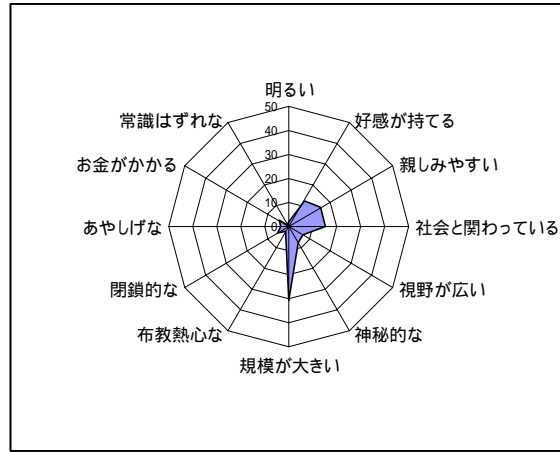 明るい
50
常識はずれな
好感が持てる
40
お金がかかる
30
親しみやすい
20
10
あやしげな
0
社会と関わっている
閉鎖的な
視野が広い
布教熱心な
神秘的な
規模が大きい